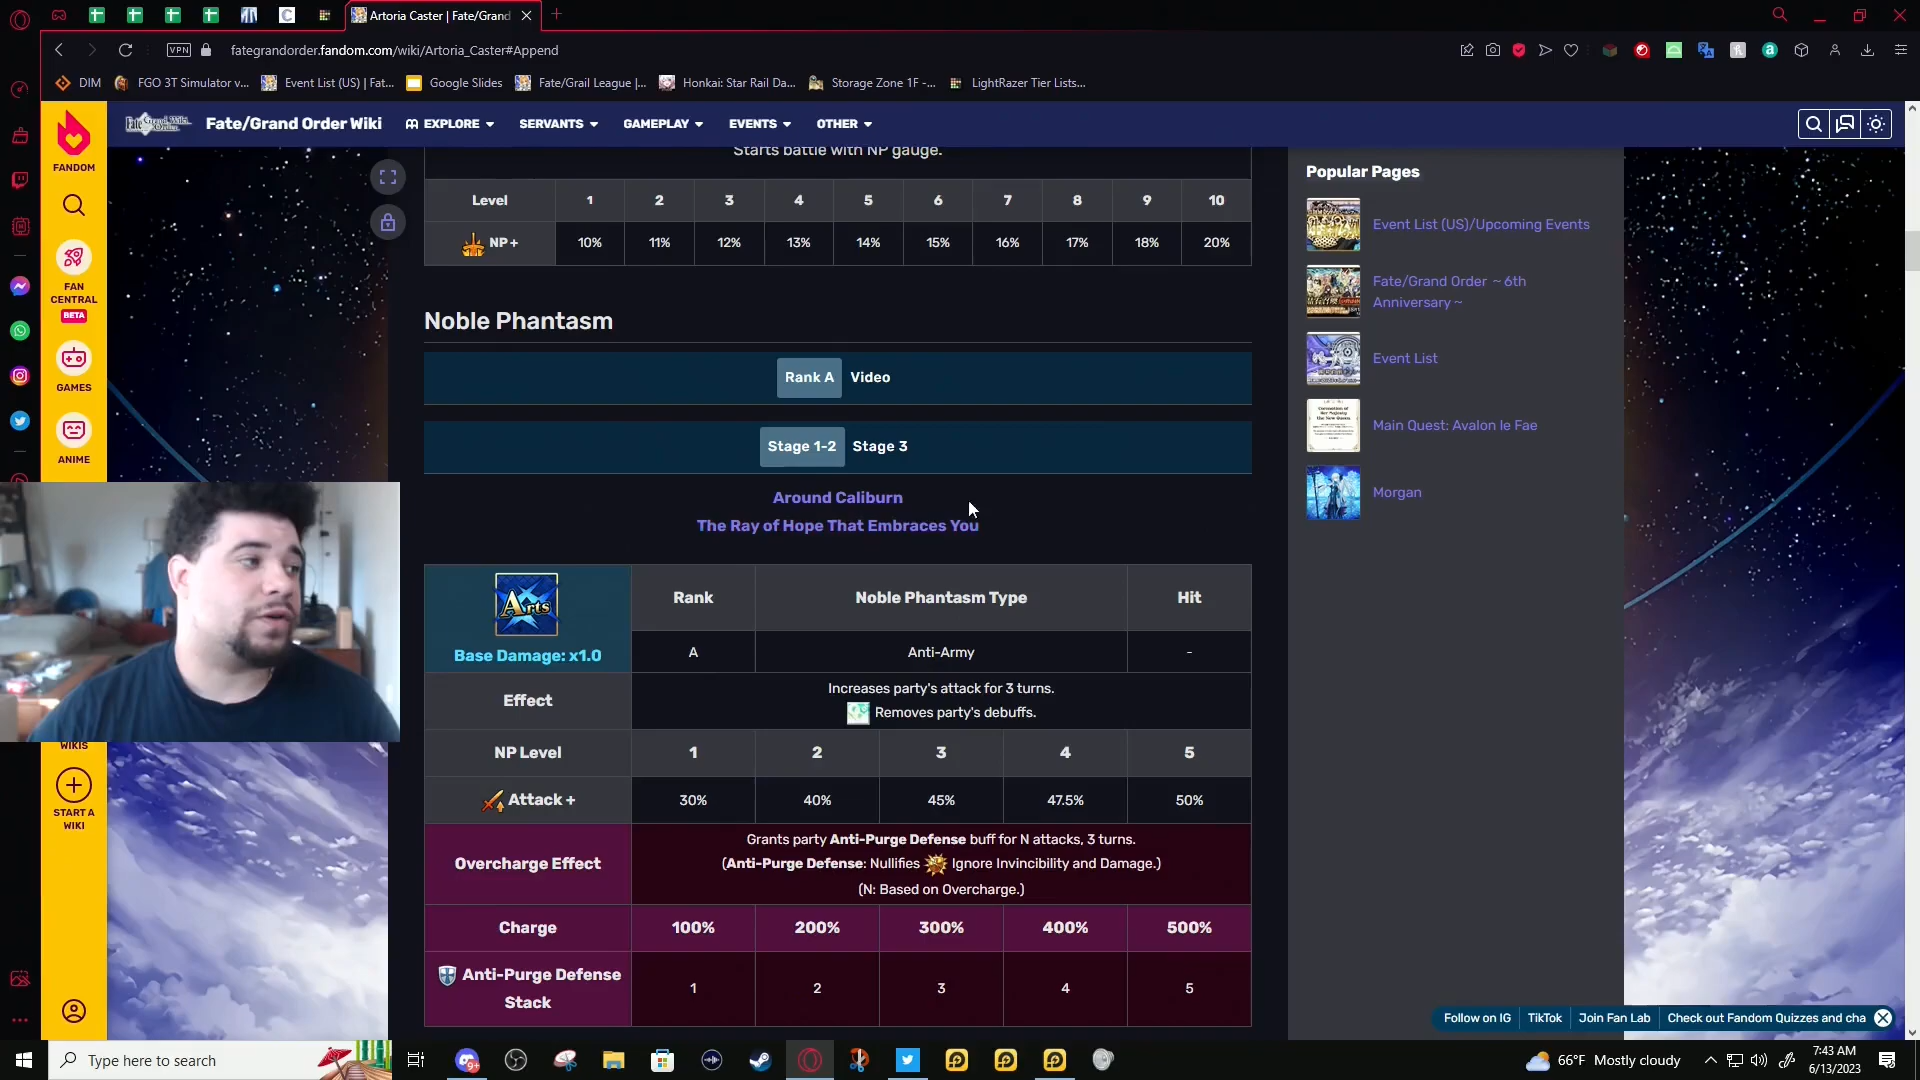 Artoria Caster | Fate/Grand
VPN
fategrandorder.fandom.com/wiki/Artoria_Caster#Append
DIM
FGO 3T Simulator v...
Event List (US) | Fat...
Google Slides
Fate/Grail League |...
Honkai: Star Rail Da...
Storage Zone 1F -...
LightRazer Tier Lists...
FANDOM
Fate/Grand Order Wiki
EXPLORE
SERVANTS
GAMEPLAY
EVENTS
OTHER
FAN
CENTRAL
BETA
GAMES
ANIME
WIKIS
START A
WIKI
Starts battle with NP gauge.
Level 1 2 3 4 5 6 7 8 9 10
NP + 10% 11% 12% 13% 14% 15% 16% 17% 18% 20%
Noble Phantasm
Rank A Video
Stage 1-2 Stage 3
Around Caliburn
The Ray of Hope That Embraces You
Arts
Base Damage: x1.0
Rank Noble Phantasm Type Hit
A Anti-Army -
Effect
Increases party's attack for 3 turns.
Removes party's debuffs.
NP Level 1 2 3 4 5
Attack + 30% 40% 45% 47.5% 50%
Overcharge Effect
Grants party Anti-Purge Defense buff for N attacks, 3 turns.
(Anti-Purge Defense: Nullifies Ignore Invincibility and Damage.)
(N: Based on Overcharge.)
Charge 100% 200% 300% 400% 500%
Anti-Purge Defense
Stack
1 2 3 4 5
Popular Pages
Event List (US)/Upcoming Events
Fate/Grand Order ~6th
Anniversary~
Event List
Main Quest: Avalon le Fae
Morgan
Follow on IG
TikTok
Join Fan Lab
Check out Fandom Quizzes and cha
Type here to search
66°F Mostly cloudy
7:43 AM
6/13/2023